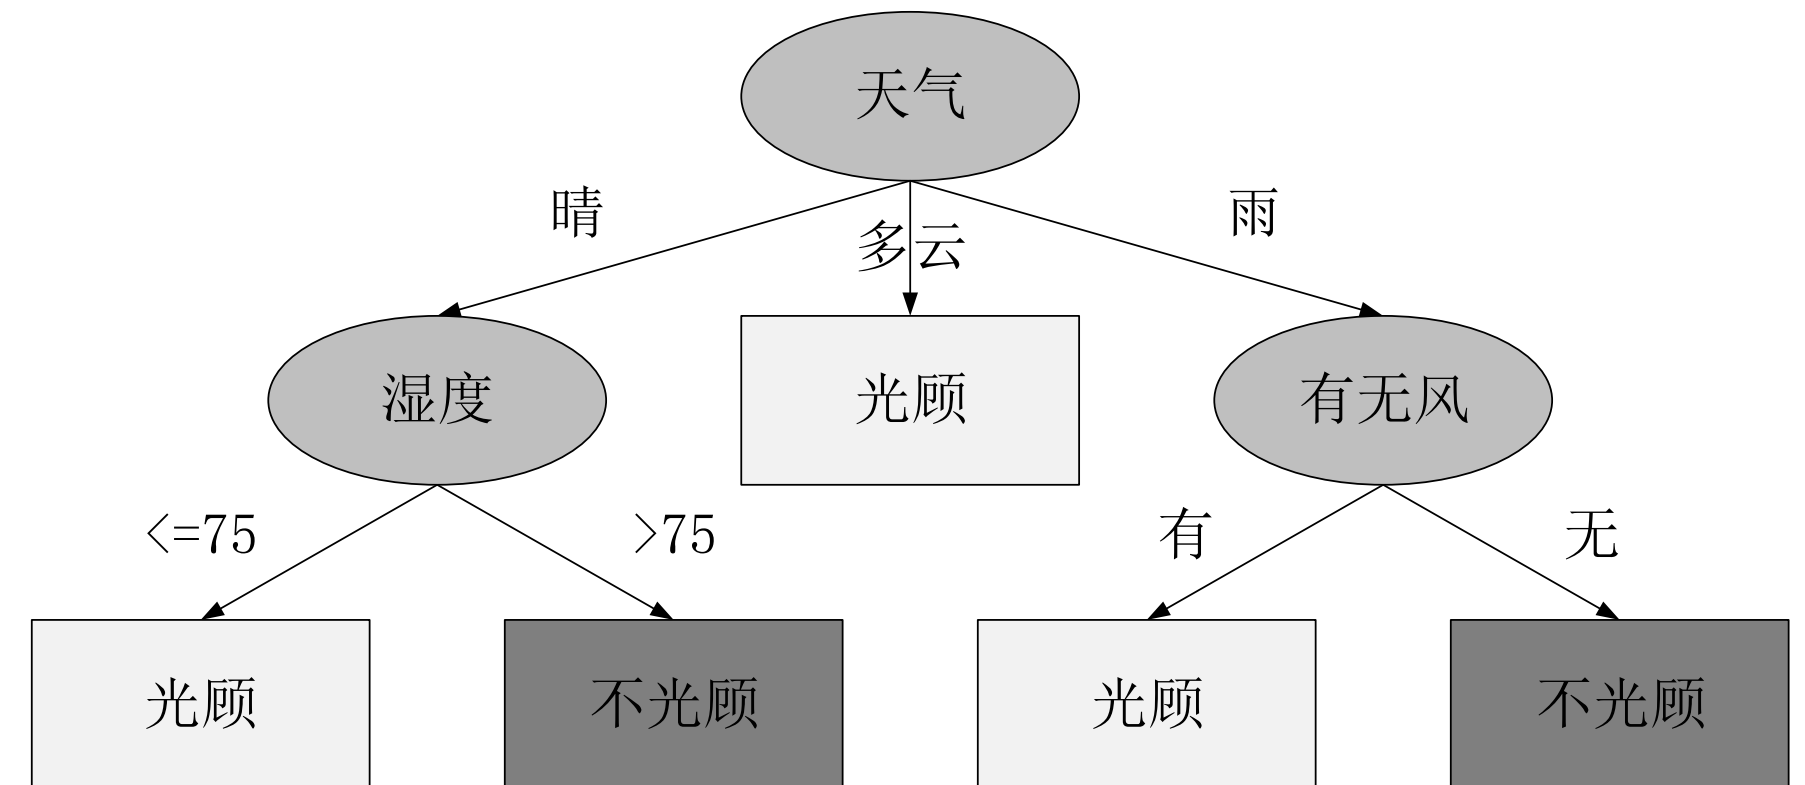 天气
晴
多云
雨
湿度
光顾
有无风
<=75
>75
有
无
光顾
不光顾
光顾
不光顾